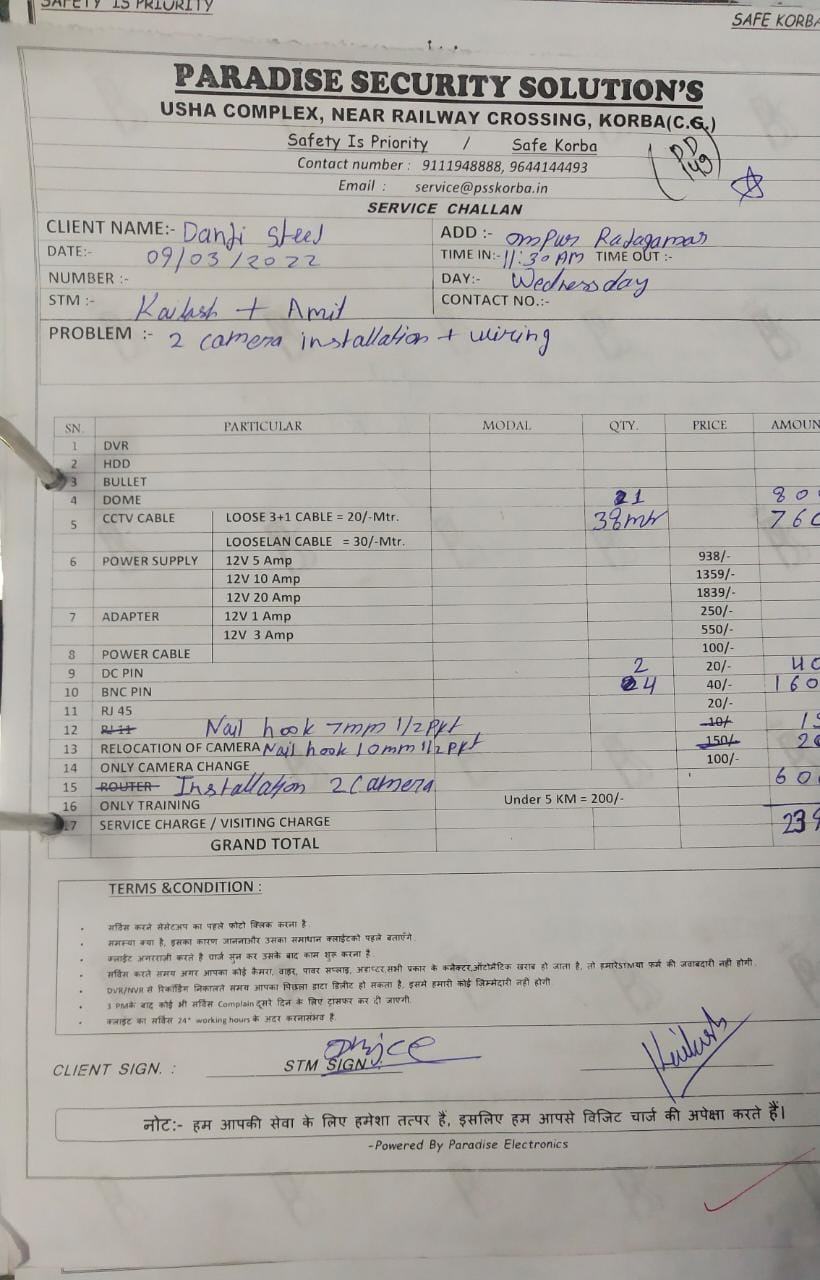 SAFETY IS PRIORITY
SAFE KORBA
PARADISE SECURITY SOLUTION'S
USHA COMPLEX, NEAR RAILWAY CROSSING, KORBA(C.G.)
Safety Is Priority / Safe Korba
Contact number : 9111948888, 9644144493
DD 149
Email : service@psskorba.in
SERVICE CHALLAN
CLIENT NAME:- Danji Steel ADD :- ompur Rajagamar
DATE:- 09/03/2022 TIME IN:- 11:30 AM TIME OUT :-
NUMBER :- DAY:- Wednesday
STM :- Kailash + Amit CONTACT NO.:-
PROBLEM :- 2 camera installation + wiring
SN. PARTICULAR MODAL QTY. PRICE AMOUN
1 DVR
2 HDD
3 BULLET
4 DOME 1 80
5 CCTV CABLE LOOSE 3+1 CABLE = 20/-Mtr. 38mtr 760
LOOSELAN CABLE = 30/-Mtr.
6 POWER SUPPLY 12V 5 Amp 938/-
12V 10 Amp 1359/-
12V 20 Amp 1839/-
7 ADAPTER 12V 1 Amp 250/-
12V 3 Amp 550/-
8 POWER CABLE 100/-
9 DC PIN 2 20/- 40
10 BNC PIN 4 40/- 160
11 RJ 45 20/-
12 RJ 11 Nail hook 7mm 1/2 Pkt 10/- 1
13 RELOCATION OF CAMERA Nail hook 10mm 1/2 Pkt 150/- 2
14 ONLY CAMERA CHANGE 100/-
15 ROUTER Installation 2 Camera 60
16 ONLY TRAINING Under 5 KM = 200/-
17 SERVICE CHARGE / VISITING CHARGE 239
GRAND TOTAL
TERMS &CONDITION :
सर्विस करने सेसेटअप का पहले फोटो क्लिक करना है.
समस्या क्या है, इसका कारण जाननाऔर उसका समाधान क्लाईटको पहले बताएँगे.
क्लाईट अगरराजी करते है चार्ज सुन कर उसके बाद काम शुरू करना है.
सर्विस करते समय अगर आपका कोई कैमरा, वाइर, पावर सप्लाइ, अडाप्टर,सभी प्रकार के कनेक्टर,ऑटोमैटिक खराब हो जाता है, तो हमारेSTMया फर्म की जवाबदारी नही होगी.
DVR/NVR से रिकॉर्डिंग निकालते समय आपका पिछला डाटा डिलीट हो सकता है, इसमे हमारी कोई ज़िम्मेदारी नही होगी.
3 PMके बाद कोई भी सर्विस Complain दूसरे दिन के लिए ट्रांसफर कर दी जाएगी.
क्लाइंट का सर्विस 24* working hours के अंदर करनासंभव है.
CLIENT SIGN. : STM SIGN. : Kailash
नोट:- हम आपकी सेवा के लिए हमेशा तत्पर हैं, इसलिए हम आपसे विजिट चार्ज की अपेक्षा करते हैं।
-Powered By Paradise Electronics